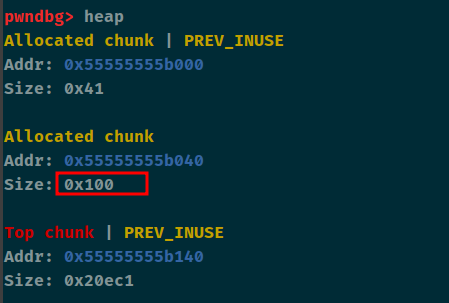 pwndbg> heap
Allocated chunk | PREV_INUSE
Addr: 0x55555555b000
Size: 0x41
Allocated chunk
Addr: 0x55555555b040
Size: 0x100
Top chunk | PREV_INUSE
Addr: 0x55555555b140
Size: 0x20ec1